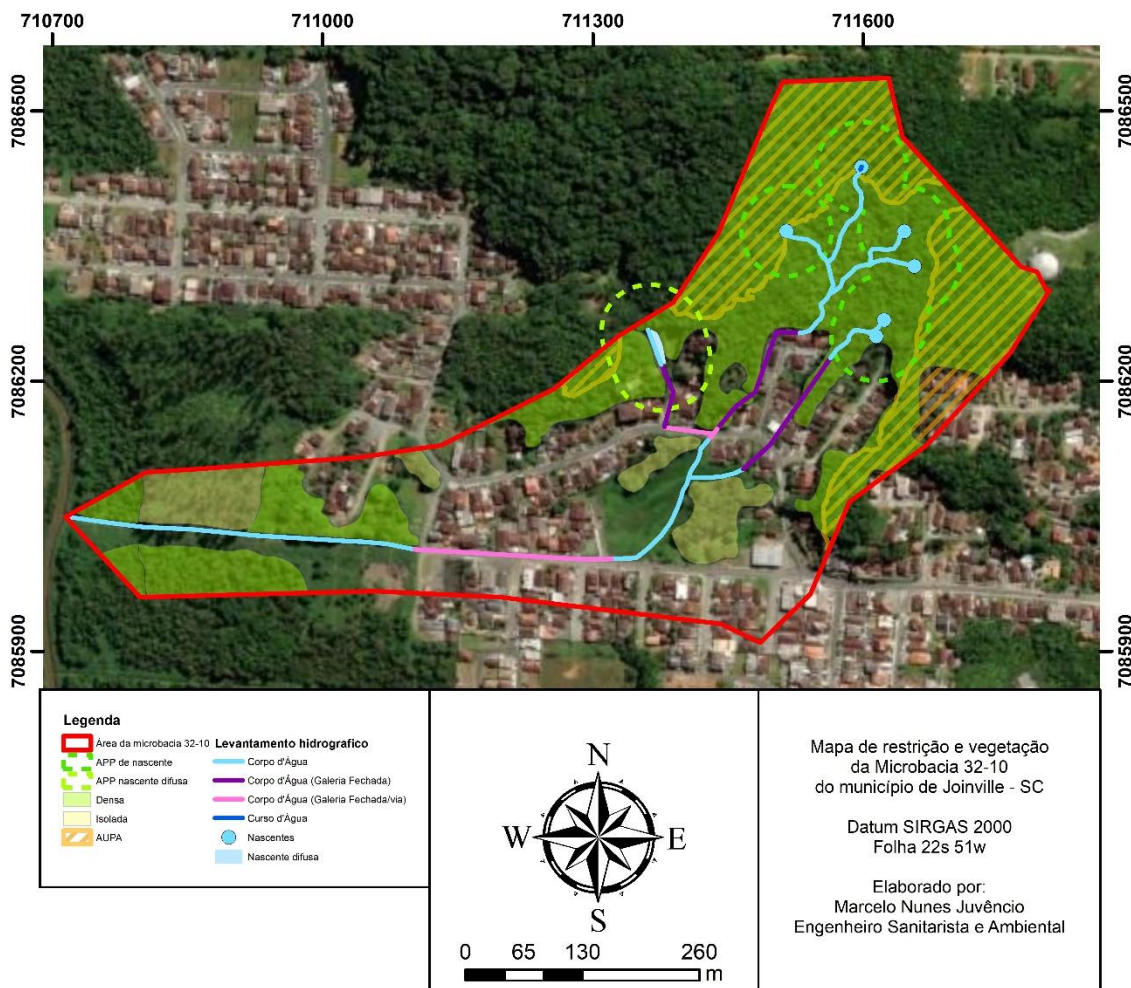 710700 711000 711300 711600
7086500 7086500
7086200 7086200
7085900 7085900
Legenda
Área da microbacia 32-10
APP de nascente
APP nascente difusa
Densa
Isolada
AUPA
Levantamento hidrografico
Corpo d'Água
Corpo d'Água (Galeria Fechada)
Corpo d'Água (Galeria Fechada/via)
Curso d'Água
Nascentes
Nascente difusa
N
W E
S
0 65 130 260
m
Mapa de restrição e vegetação
da Microbacia 32-10
do município de Joinville - SC
Datum SIRGAS 2000
Folha 22s 51w
Elaborado por:
Marcelo Nunes Juvêncio
Engenheiro Sanitarista e Ambiental